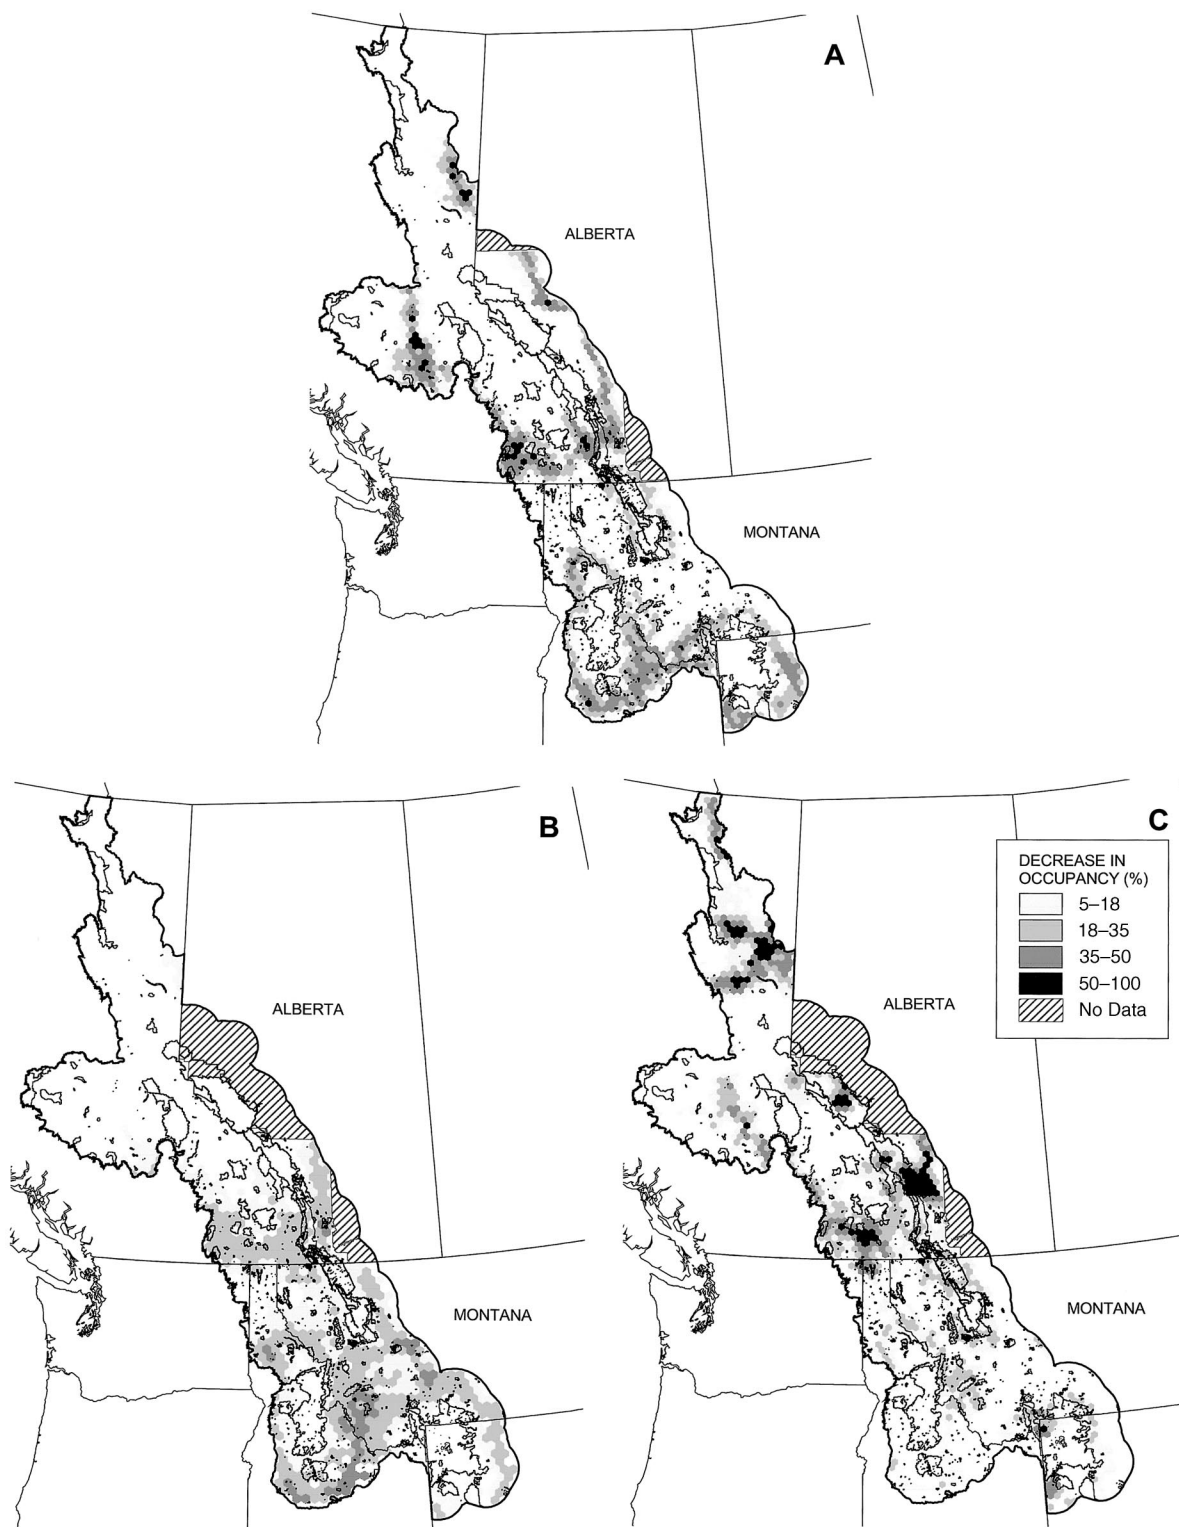 A
ALBERTA
MONTANA
B
ALBERTA
MONTANA
C
DECREASE IN
OCCUPANCY (%)
5–18
18–35
35–50
50–100
No Data
ALBERTA
MONTANA